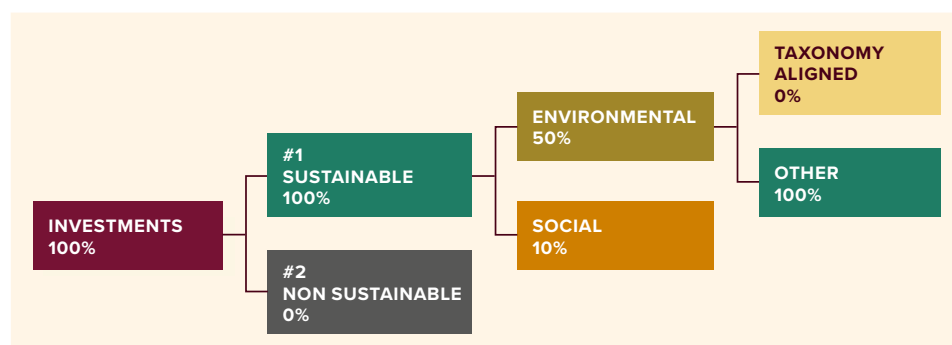 INVESTMENTS
100%
#1
SUSTAINABLE
100%
#2
NON SUSTAINABLE
0%
ENVIRONMENTAL
50%
SOCIAL
10%
TAXONOMY
ALIGNED
0%
OTHER
100%